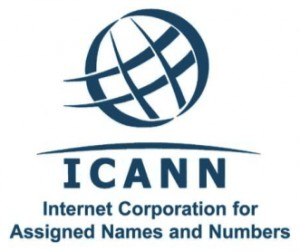 ICANN
Internet Corporation for
Assigned Names and Numbers